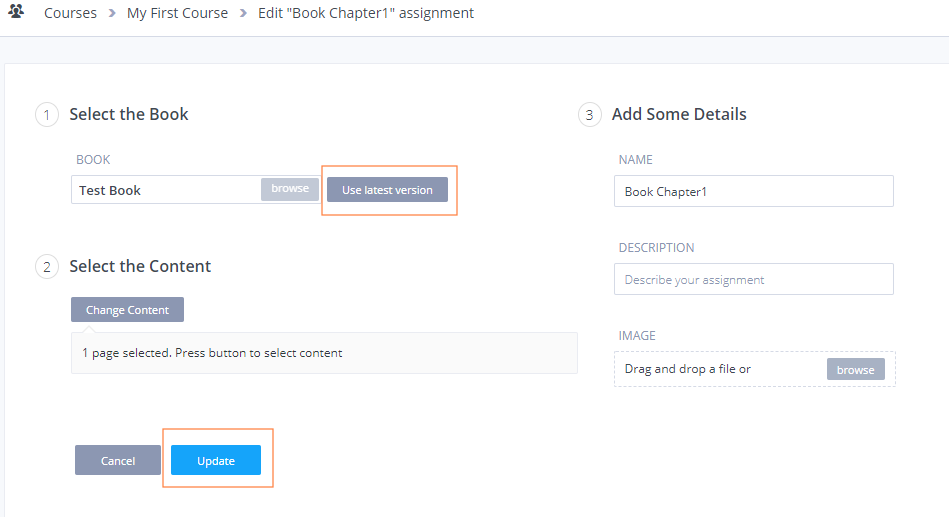 Courses > My First Course > Edit "Book Chapter1" assignment
1 Select the Book
BOOK
Test Book browse Use latest version
2 Select the Content
Change Content
1 page selected. Press button to select content
Cancel Update
3 Add Some Details
NAME
Book Chapter1
DESCRIPTION
Describe your assignment
IMAGE
Drag and drop a file or browse